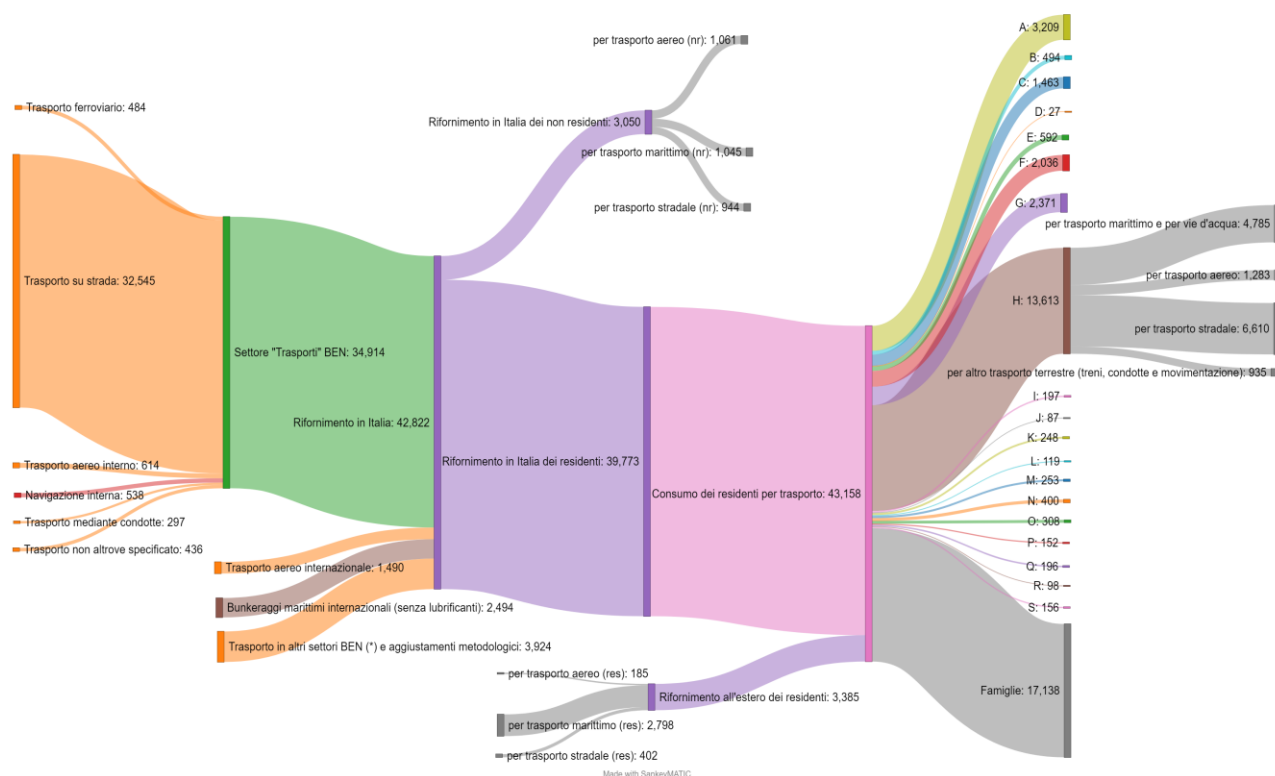 Trasporto ferroviario: 484
Trasporto su strada: 32,545
Trasporto aereo interno: 614
Navigazione interna: 538
Trasporto mediante condotte: 297
Trasporto non altrove specificato: 436
Settore "Trasporti" BEN: 34,914
Trasporto aereo internazionale: 1,490
Bunkeraggi marittimi internazionali (senza lubrificanti): 2,494
Trasporto in altri settori BEN (*) e aggiustamenti metodologici: 3,924
Rifornimento in Italia: 42,822
Rifornimento in Italia dei non residenti: 3,050
per trasporto aereo (nr): 1,061
per trasporto marittimo (nr): 1,045
per trasporto stradale (nr): 944
Rifornimento in Italia dei residenti: 39,773
per trasporto aereo (res): 185
per trasporto marittimo (res): 2,798
per trasporto stradale (res): 402
Rifornimento all'estero dei residenti: 3,385
Consumo dei residenti per trasporto: 43,158
A: 3,209
B: 494
C: 1,463
D: 27
E: 592
F: 2,036
G: 2,371
H: 13,613
per trasporto marittimo e per vie d'acqua: 4,785
per trasporto aereo: 1,283
per trasporto stradale: 6,610
per altro trasporto terrestre (treni, condotte e movimentazione): 935
I: 197
J: 87
K: 248
L: 119
M: 253
N: 400
O: 308
P: 152
Q: 196
R: 98
S: 156
Famiglie: 17,138
Made with SankeyMATIC